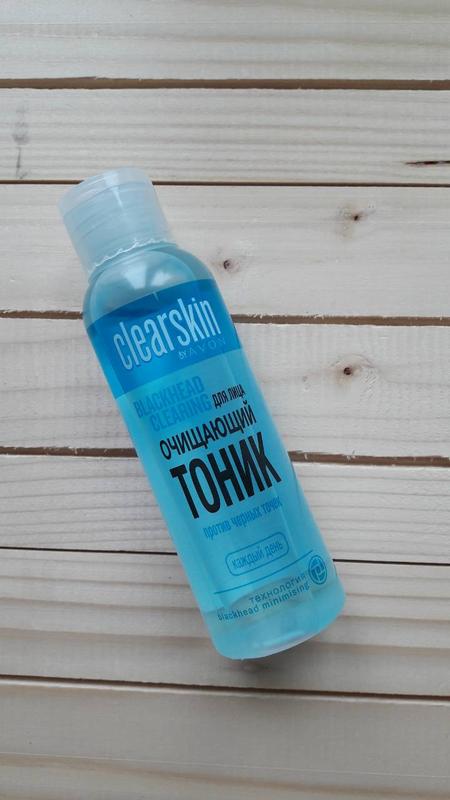 clearskin
BY AVON
BLACKHEAD
CLEARING для лица
ОЧИЩАЮЩИЙ
ТОНИК
против черных точек
каждый день
технология
blackhead minimising